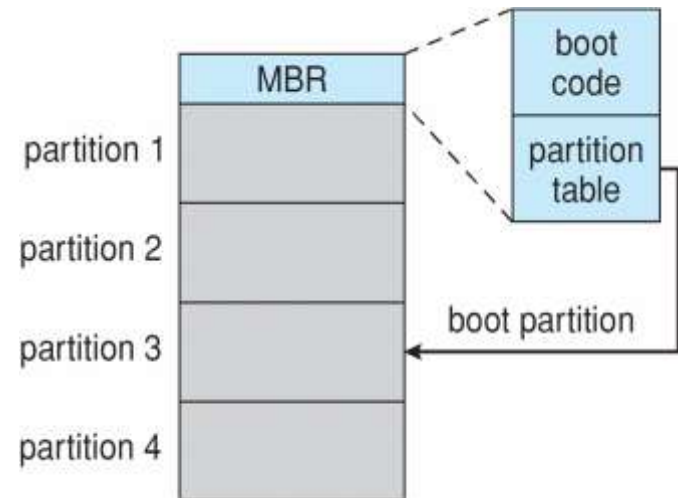 MBR
boot
code
partition
table
partition 1
partition 2
boot partition
partition 3
partition 4